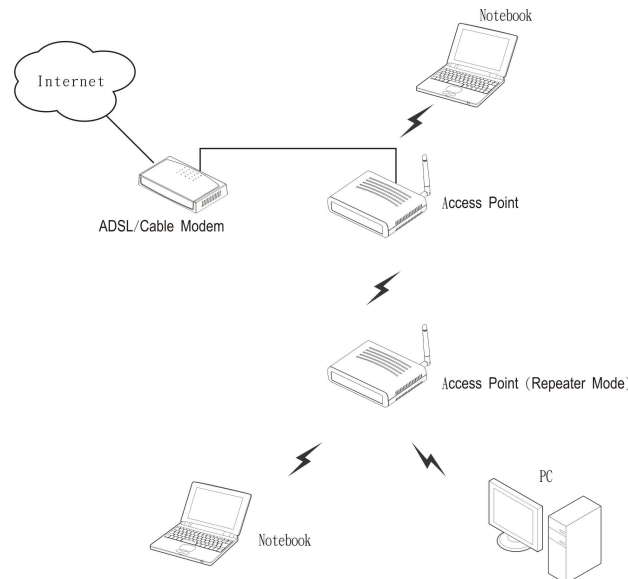 Notebook
Internet
Access Point
ADSL/Cable Modem
Access Point (Repeater Mode)
PC
Notebook